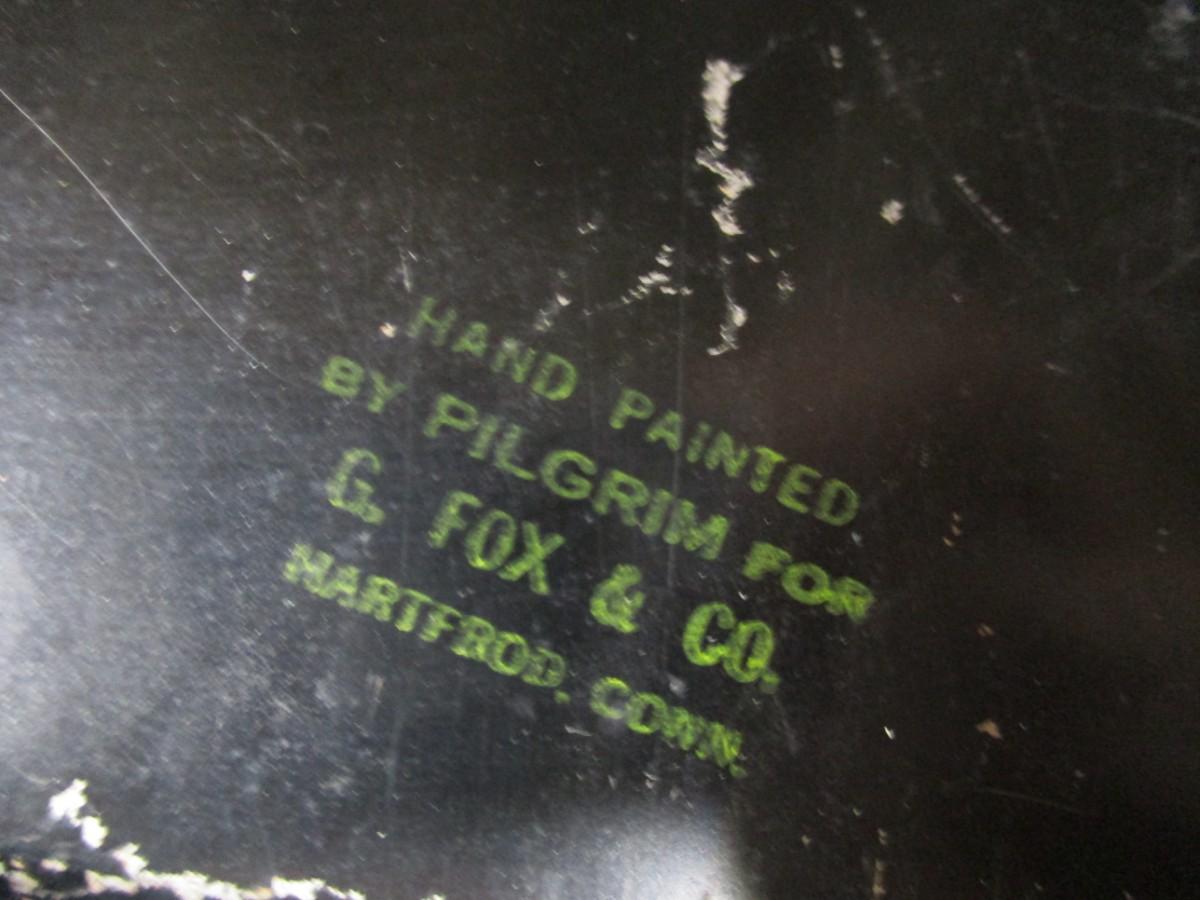 HAND PAINTED
BY PILGRIM FOR
G. FOX & CO.
HARTFROD, CONN.